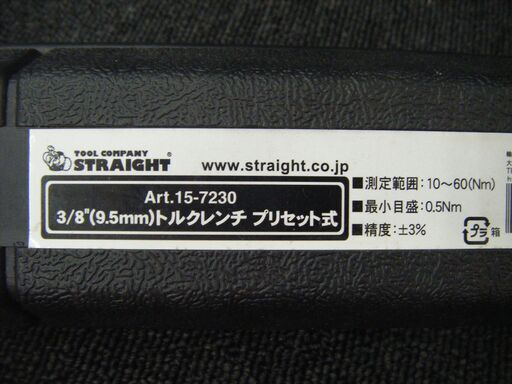 TOOL COMPANY
STRAIGHT
www.straight.co.jp
Art.15-7230
3/8"(9.5mm)トルクレンチ プリセット式
■測定範囲:10〜60(Nm)
■最小目盛:0.5Nm
■精度:±3%
プラ 箱